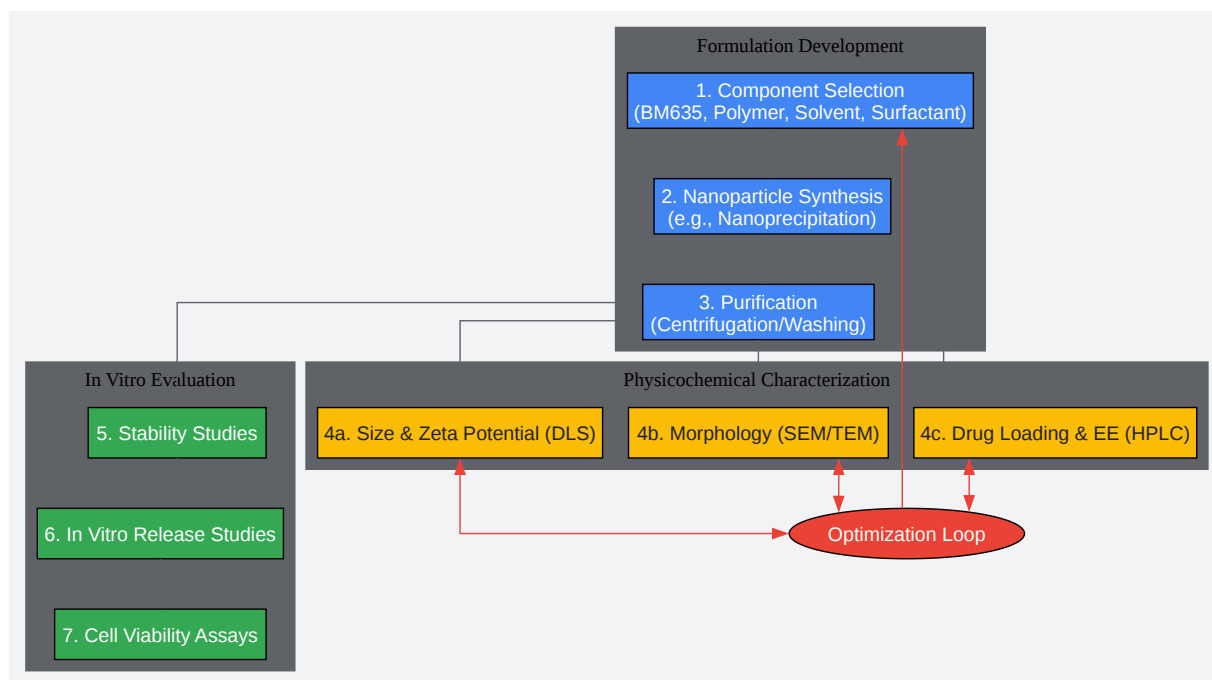 Formulation Development
1. Component Selection
(BM635, Polymer, Solvent, Surfactant)
2. Nanoparticle Synthesis
(e.g., Nanoprecipitation)
3. Purification
(Centrifugation/Washing)
In Vitro Evaluation
5. Stability Studies
6. In Vitro Release Studies
7. Cell Viability Assays
Physicochemical Characterization
4a. Size & Zeta Potential (DLS)
4b. Morphology (SEM/TEM)
4c. Drug Loading & EE (HPLC)
Optimization Loop